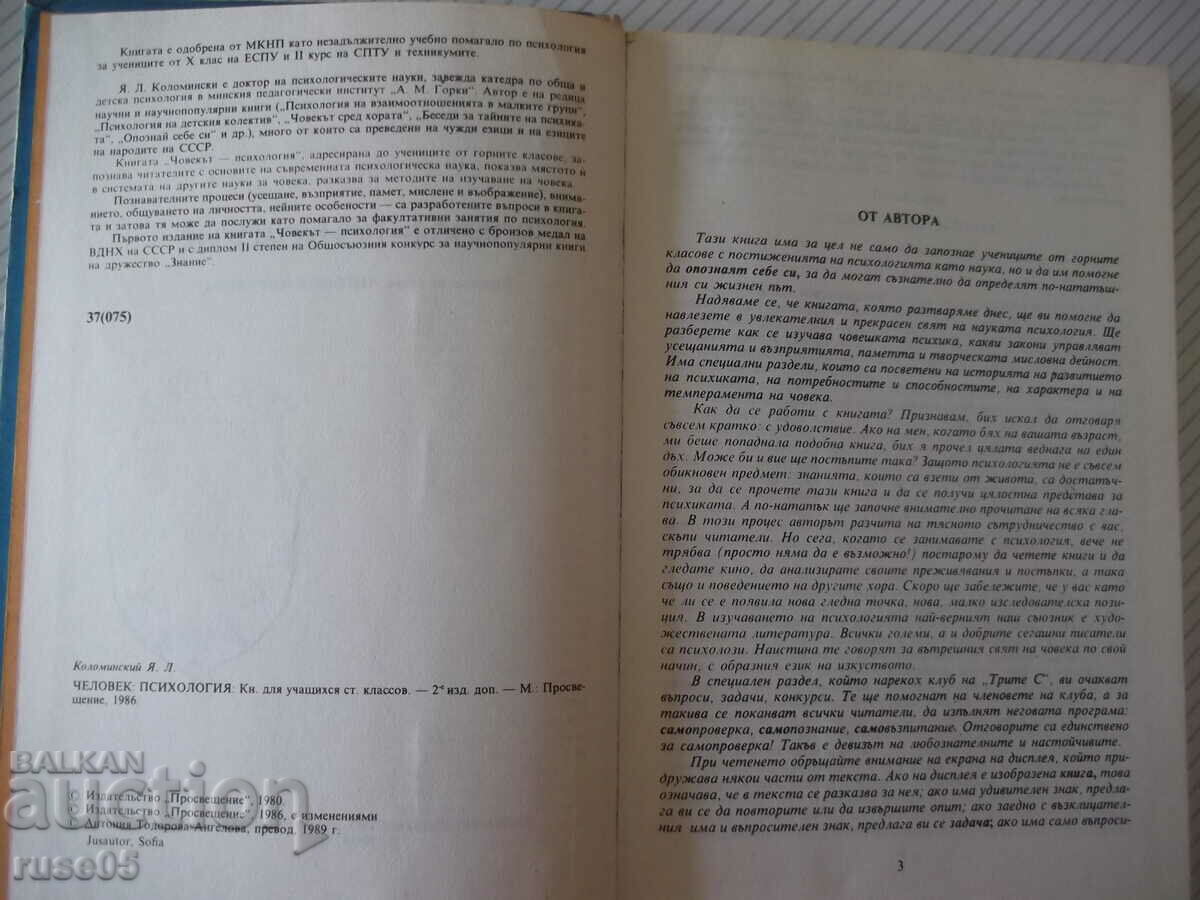 Книгата е одобрена от МКНП като незадължително учебно помагало по психология
за учениците от X клас на ЕСПУ и II курс на СПТУ и техникумите.
Я. Л. Коломински е доктор на психологическите науки, завежда катедра по обща и
детска психология в минския педагогически институт „А. М. Горки". Автор е на редица
научни и научнопопулярни книги („Психология на взаимоотношенията в малките групи",
„Психология на детския колектив", „Човекът сред хората", „Беседи за тайните на психика-
та", „Опознай себе си" и др.), много от които са преведени на чужди езици и на езиците
на народите на СССР.
Книгата „Човекът — психология", адресирана до учениците от горните класове, за-
познава читателите с основите на съвременната психологическа наука, показва мястото ѝ
в системата на другите науки за човека, разказва за методите на изучаване на човека.
Познавателните процеси (усещане, възприятие, памет, мислене и въображение), внима-
нието, общуването на личността, нейните особености — са разработените въпроси в книга-
та и затова тя може да послужи като помагало за факултативни занятия по психология.
Първото издание на книгата „Човекът — психология" е отличено с бронзов медал на
ВДНХ на СССР и с диплом II степен на Общосъюзния конкурс за научнопопулярни книги
на дружество „Знание".
37(075)
Коломинский Я. Л.
ЧЕЛОВЕК: ПСИХОЛОГИЯ: Кн. для учащихся ст. классов. — 2-е изд. доп. — М.: Просве-
щение, 1986
© Издательство „Просвещение", 1980.
© Издательство „Просвещение", 1986, с изменениями
© Антония Тодорова Ангелова, превод, 1989 г.
Jusautor, Sofia
ОТ АВТОРА
Тази книга има за цел не само да запознае учениците от горните
класове с постиженията на психологията като наука, но и да им помогне
да опознаят себе си, за да могат съзнателно да определят по-нататъш-
ния си жизнен път.
Надяваме се, че книгата, която разтваряме днес, ще ви помогне да
навлезете в увлекателния и прекрасен свят на науката психология. Ще
разберете как се изучава човешката психика, какви закони управляват
усещанията и възприятията, паметта и творческата мисловна дейност.
Има специални раздели, които са посветени на историята на развитието
на психиката, на потребностите и способностите, на характера и на
темперамента на човека.
Как да се работи с книгата? Признавам, бих искал да отговаря
съвсем кратко: с удоволствие. Ако на мен, когато бях на вашата възраст,
ми беше попаднала подобна книга, бих я прочел цялата веднага на един
дъх. Може би и вие ще постъпите така? Защото психологията не е съвсем
обикновен предмет: знанията, които са взети от живота, са достатъч-
ни, за да се прочете тази книга и да се получи цялостна представа за
психиката. А по-нататък ще започне внимателно прочитане на всяка гла-
ва. В този процес авторът разчита на тясното сътрудничество с вас,
скъпи читатели. Но сега, когато се занимавате с психология, вече не
трябва (просто няма да е възможно!) постарому да четете книги и да
гледате кино, да анализирате своите преживявания и постъпки, а така
също и поведението на другите хора. Скоро ще забележите, че у вас като
че ли се е появила нова гледна точка, нова, малко изследователска пози-
ция. В изучаването на психологията най-верният наш съюзник е худо-
жествената литература. Всички големи, а и добрите сегашни писатели
са психолози. Наистина те говорят за вътрешния свят на човека по свой
начин, с образния език на изкуството.
В специален раздел, който нарекох клуб на „Трите С", ви очакват
въпроси, задачи, конкурси. Те ще помогнат на членовете на клуба, а за
такива се поканват всички читатели, да изпълнят неговата програма:
самопроверка, самопознание, самовъзпитание. Отговорите са единствено
за самопроверка! Такъв е девизът на любознателните и настойчивите.
При четенето обръщайте внимание на екрана на дисплея, който при-
дружава някои части от текста. Ако на дисплея е изобразена книга, това
означава, че в текста се разказва за нея; ако има удивителен знак, предла-
га ви се да повторите или да извършите опит; ако заедно с възклицател-
ния има и въпросителен знак, предлага ви се задача; ако има само въпроси-
3
BALKAN
auction
ruse05